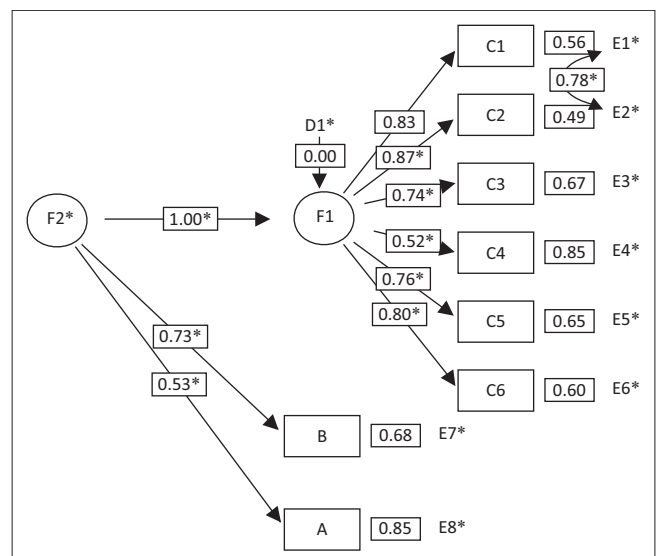 C1 0.56 E1*
0.78*
0.83
C2 0.49 E2*
D1*
0.00
0.87*
C3 0.67 E3*
0.74*
F2* 1.00* F1
0.52*
C4 0.85 E4*
0.76*
0.80*
C5 0.65 E5*
0.73*
0.53*
C6 0.60 E6*
B 0.68 E7*
A 0.85 E8*